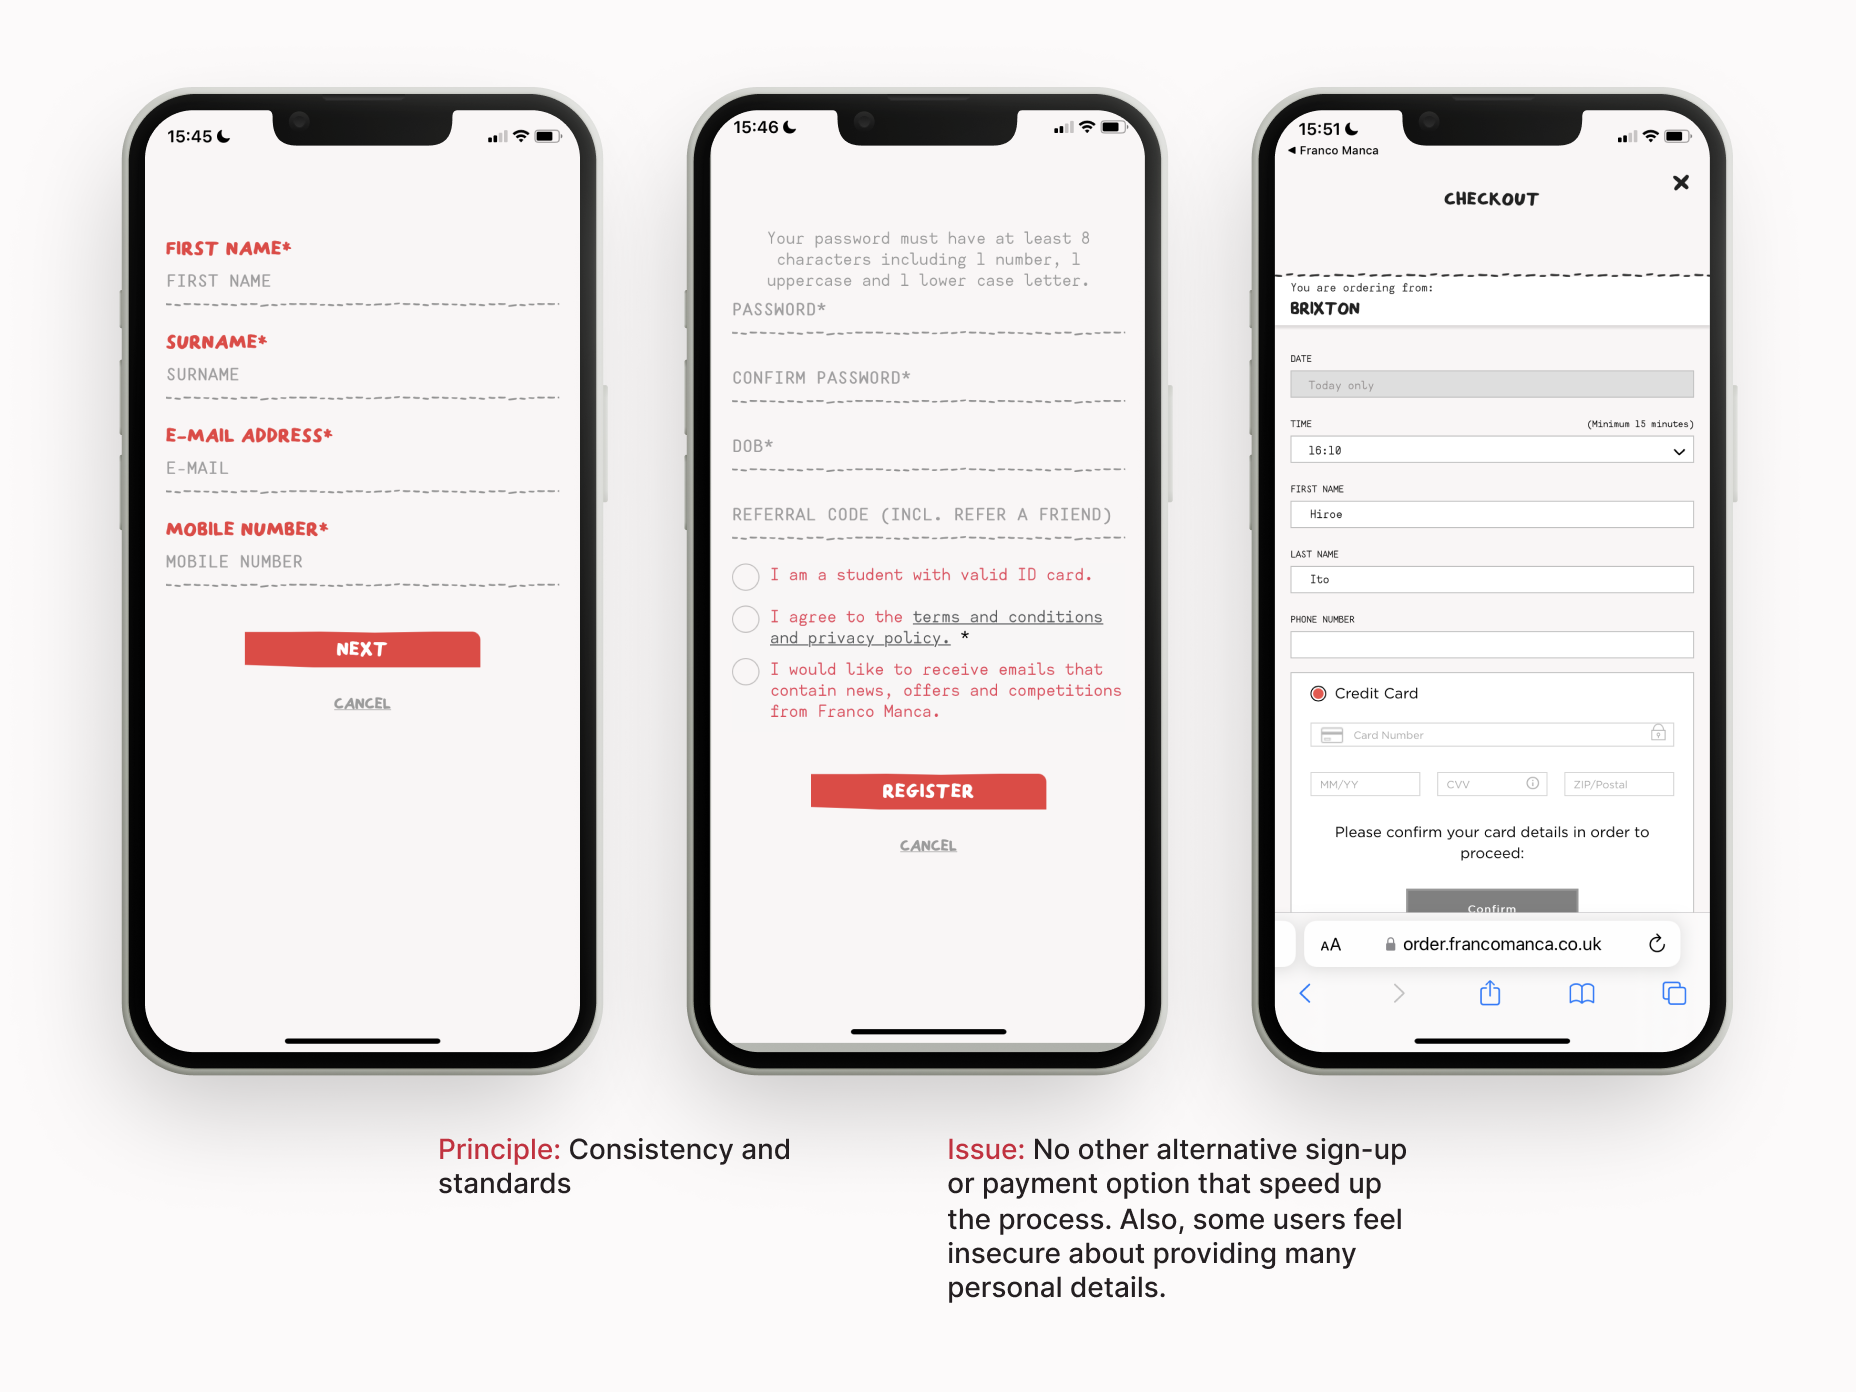 15:45
FIRST NAME*
FIRST NAME
SURNAME*
SURNAME
E-MAIL ADDRESS*
E-MAIL
MOBILE NUMBER*
MOBILE NUMBER
NEXT
CANCEL
15:46
Your password must have at least 8
characters including 1 number, 1
uppercase and 1 lower case letter.
PASSWORD*
CONFIRM PASSWORD*
DOB*
REFERRAL CODE (INCL. REFER A FRIEND)
I am a student with valid ID card.
I agree to the terms and conditions
and privacy policy. *
I would like to receive emails that
contain news, offers and competitions
from Franco Manca.
REGISTER
CANCEL
15:51
Franco Manca
CHECKOUT
You are ordering from:
BRIXTON
DATE
Today only
TIME (Minimum 15 minutes)
16:10
FIRST NAME
Hiroe
LAST NAME
Ito
PHONE NUMBER
Credit Card
Card Number
MM/YY CVV ZIP/Postal
Please confirm your card details in order to
proceed:
Confirm
AA order.francomanca.co.uk
Principle: Consistency and
standards
Issue: No other alternative sign-up
or payment option that speed up
the process. Also, some users feel
insecure about providing many
personal details.